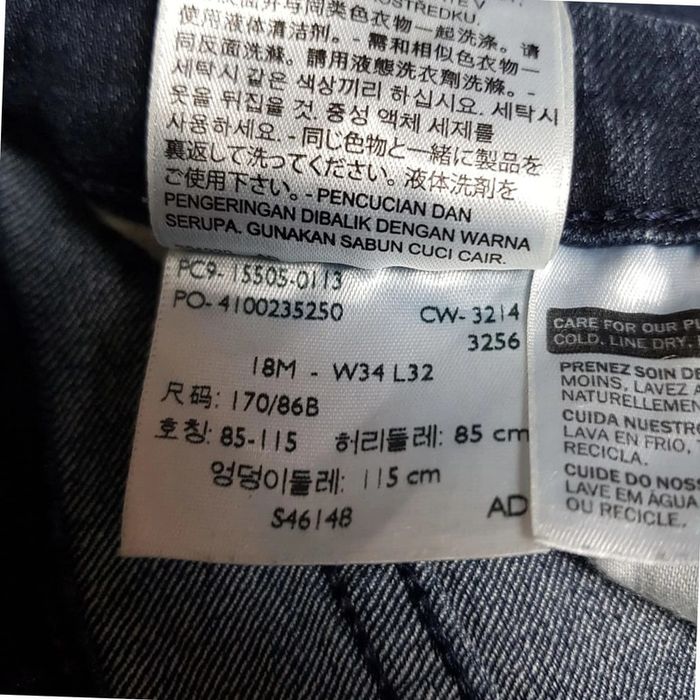 OSTREDKU.
使用液体清洁剂。- 需和相似色衣物一
同反面洗滌。請用液態洗衣劑洗滌。-
세탁시 같은 색상끼리 하십시요. 세탁시
옷을 뒤집을 것. 중성 액체 세제를
사용하세요. - 同じ色物と一緒に製品を
裏返して洗ってください。液体洗剤を
ご使用下さい。- PENCUCIAN DAN
PENGERINGAN DIBALIK DENGAN WARNA
SERUPA. GUNAKAN SABUN CUCI CAIR.
PC9- 15505-0113
PO- 4100235250 CW- 3214
3256
18M - W34 L32
尺码: 170/86B
호칭: 85-115 허리둘레: 85 cm
엉덩이둘레: 115 cm
S46148 AD
CARE FOR OUR
COLD. LINE DRY.
PRENEZ SOIN DE
MOINS. LAVEZ A
NATURELLEMEN
CUIDA NUESTRO
LAVA EN FRIO,
RECICLA.
CUIDE DO NOS
LAVE EM ÁGUA
OU RECICLE.